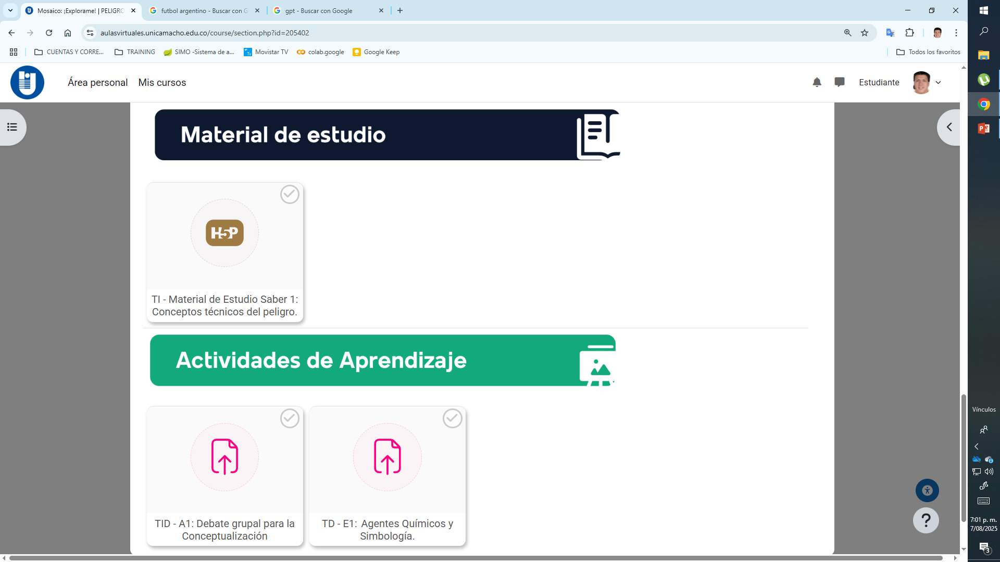 Mosaico: ¡Explorame! | PELIGRO
futbol argentino - Buscar con G
gpt - Buscar con Google
aulasvirtuales.unicamacho.edu.co/course/section.php?id=205402
CUENTAS Y CORRE...
TRAINING
SIMO -Sistema de a...
Movistar TV
colab.google
Google Keep
Todos los favoritos
Área personal
Mis cursos
Estudiante
Material de estudio
H5P
TI - Material de Estudio Saber 1:
Conceptos técnicos del peligro.
Actividades de Aprendizaje
TID - A1: Debate grupal para la
Conceptualización
TD - E1: Agentes Químicos y
Simbología.
?
Vínculos
7:01 p. m.
7/08/2025
3